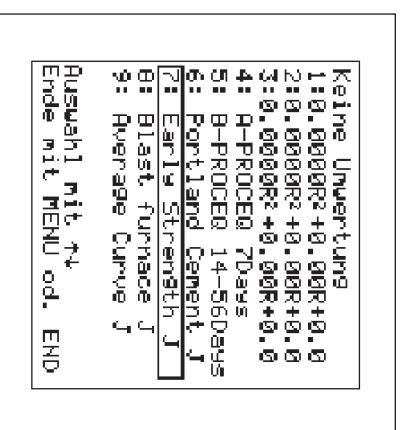 Keine Umwertung
1:0.0000R²+0.00R+0.0
2:0.0000R²+0.00R+0.0
3:0.0000R²+0.00R+0.0
4: A-PROCEQ 7Days
5: B-PROCEQ 14-56Days
6: Portland Cement J
7: Early Strength J
8: Blast furnace J
9: Average Curve J
Auswahl mit ↑↓
Ende mit MENU od. END